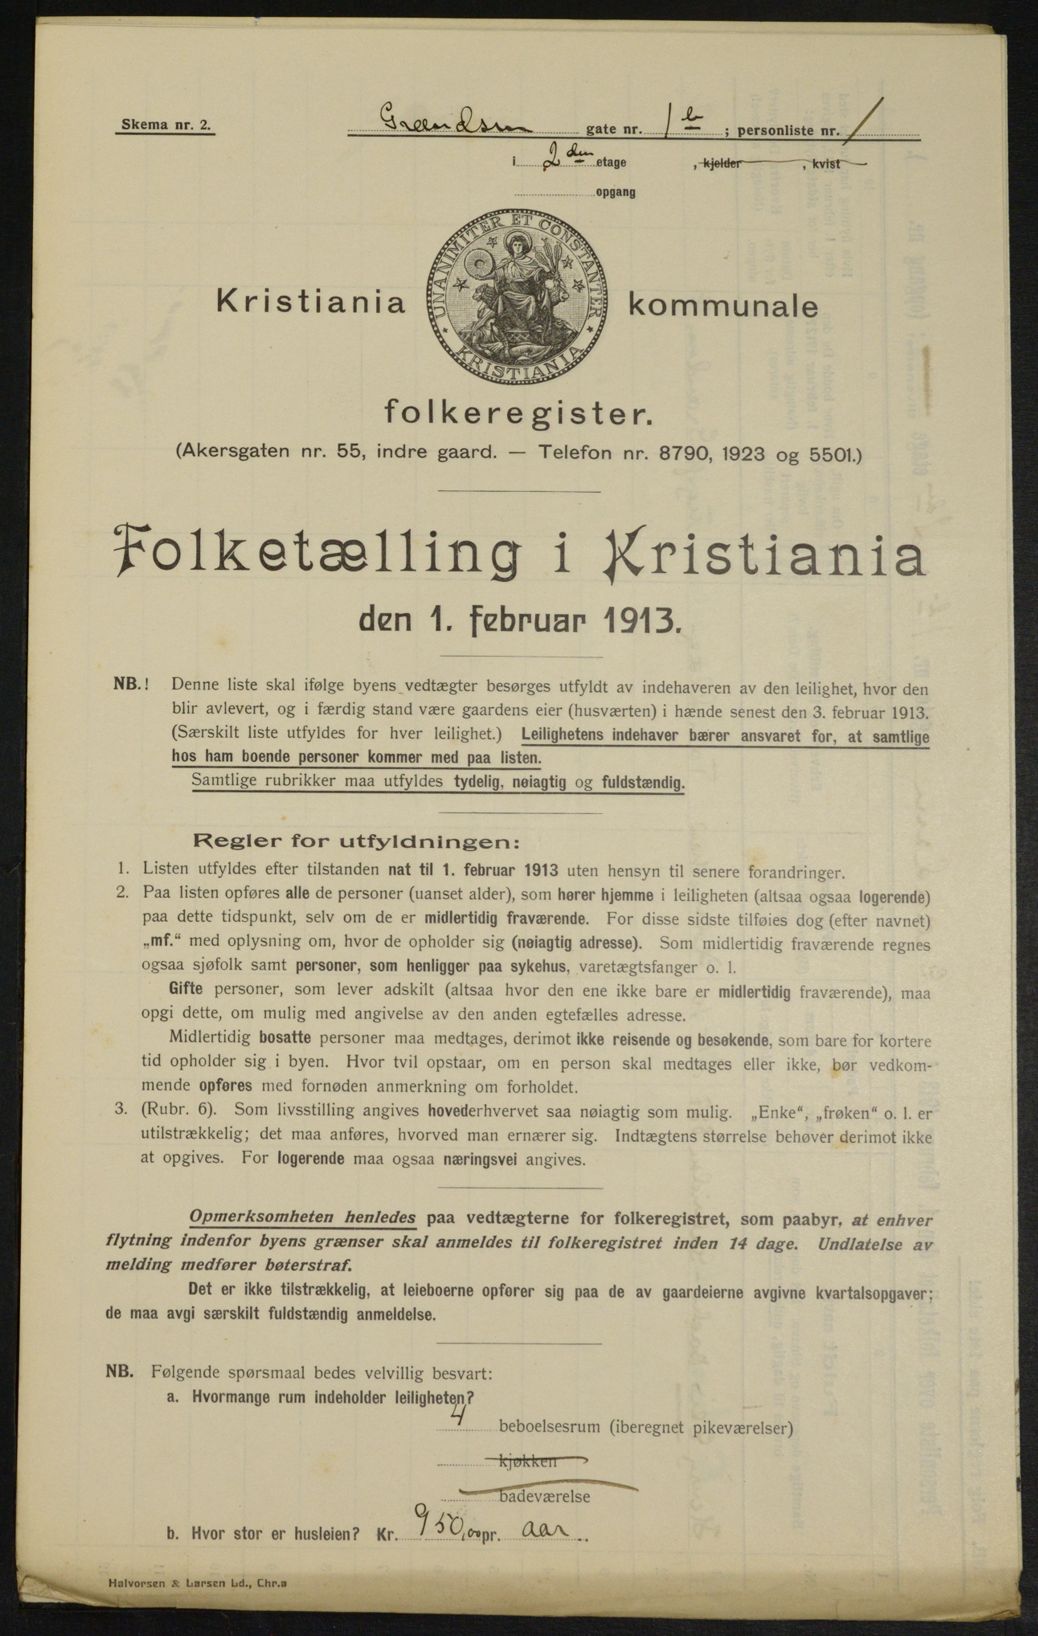 Skema nr. 2.
Grændsen gate nr. 1 b ; personliste nr. 1
i 2den etage , kjelder , kvist
opgang
UNANIMITER ET CONSTANTER
KRISTIANIA
Kristiania kommunale
folkeregister.
(Akersgaten nr. 55, indre gaard. — Telefon nr. 8790, 1923 og 5501.)
Folketælling i Kristiania
den 1. februar 1913.
NB.! Denne liste skal ifølge byens vedtægter besørges utfyldt av indehaveren av den leilighet, hvor den
blir avlevert, og i færdig stand være gaardens eier (husværten) i hænde senest den 3. februar 1913.
(Særskilt liste utfyldes for hver leilighet.) Leilighetens indehaver bærer ansvaret for, at samtlige
hos ham boende personer kommer med paa listen.
Samtlige rubrikker maa utfyldes tydelig, nøiagtig og fuldstændig.
Regler for utfyldningen:
1. Listen utfyldes efter tilstanden nat til 1. februar 1913 uten hensyn til senere forandringer.
2. Paa listen opføres alle de personer (uanset alder), som hører hjemme i leiligheten (altsaa ogsaa logerende)
paa dette tidspunkt, selv om de er midlertidig fraværende. For disse sidste tilføies dog (efter navnet)
„mf.“ med oplysning om, hvor de opholder sig (nøiagtig adresse). Som midlertidig fraværende regnes
ogsaa sjøfolk samt personer, som henligger paa sykehus, varetægtsfanger o. l.
Gifte personer, som lever adskilt (altsaa hvor den ene ikke bare er midlertidig fraværende), maa
opgi dette, om mulig med angivelse av den anden egtefælles adresse.
Midlertidig bosatte personer maa medtages, derimot ikke reisende og besøkende, som bare for kortere
tid opholder sig i byen. Hvor tvil opstaar, om en person skal medtages eller ikke, bør vedkom-
mende opføres med fornøden anmerkning om forholdet.
3. (Rubr. 6). Som livsstilling angives hovederhvervet saa nøiagtig som mulig. „Enke“, „frøken“ o. l. er
utilstrækkelig; det maa anføres, hvorved man ernærer sig. Indtægtens størrelse behøver derimot ikke
at opgives. For logerende maa ogsaa næringsvei angives.
Opmerksomheten henledes paa vedtægterne for folkeregistret, som paabyr, at enhver
flytning indenfor byens grænser skal anmeldes til folkeregistret inden 14 dage. Undlatelse av
melding medfører bøterstraf.
Det er ikke tilstrækkelig, at leieboerne opfører sig paa de av gaardeierne avgivne kvartalsopgaver;
de maa avgi særskilt fuldstændig anmeldelse.
NB. Følgende spørsmaal bedes velvillig besvart:
a. Hvormange rum indeholder leiligheten?
4 beboelsesrum (iberegnet pikeværelser)
kjøkken
badeværelse
b. Hvor stor er husleien? Kr. 950,00 pr. aar
Halvorsen & Larsen Ld., Chr.a